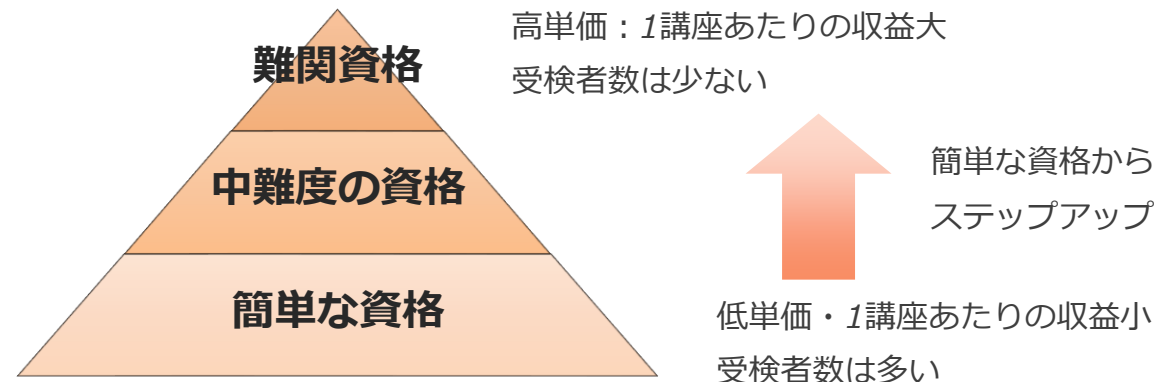 難関資格
高単価：1講座あたりの収益大
受検者数は少ない
中難度の資格
簡単な資格から
ステップアップ
簡単な資格
低単価・1講座あたりの収益小
受検者数は多い